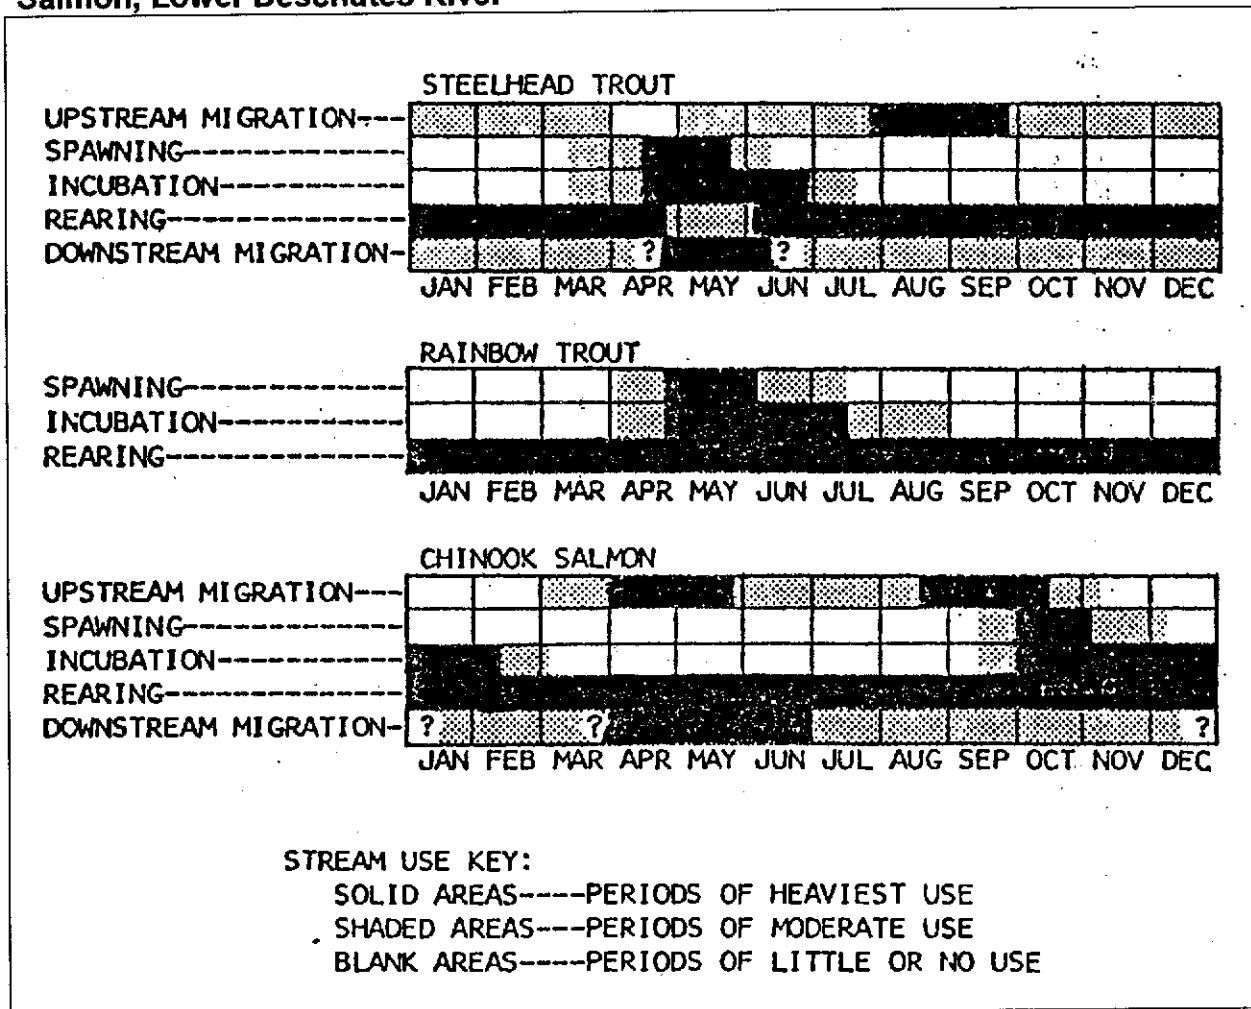 Salmon, Lower Deschutes River
STEELHEAD TROUT
UPSTREAM MIGRATION---
SPAWNING-------------
INCUBATION-----------
REARING--------------
DOWNSTREAM MIGRATION- ? ?
JAN FEB MAR APR MAY JUN JUL AUG SEP OCT NOV DEC
RAINBOW TROUT
SPAWNING-------------
INCUBATION-----------
REARING--------------
JAN FEB MAR APR MAY JUN JUL AUG SEP OCT NOV DEC
CHINOOK SALMON
UPSTREAM MIGRATION---
SPAWNING-------------
INCUBATION-----------
REARING--------------
DOWNSTREAM MIGRATION- ? ? ?
JAN FEB MAR APR MAY JUN JUL AUG SEP OCT NOV DEC
STREAM USE KEY:
SOLID AREAS-----PERIODS OF HEAVIEST USE
SHADED AREAS---PERIODS OF MODERATE USE
BLANK AREAS-----PERIODS OF LITTLE OR NO USE